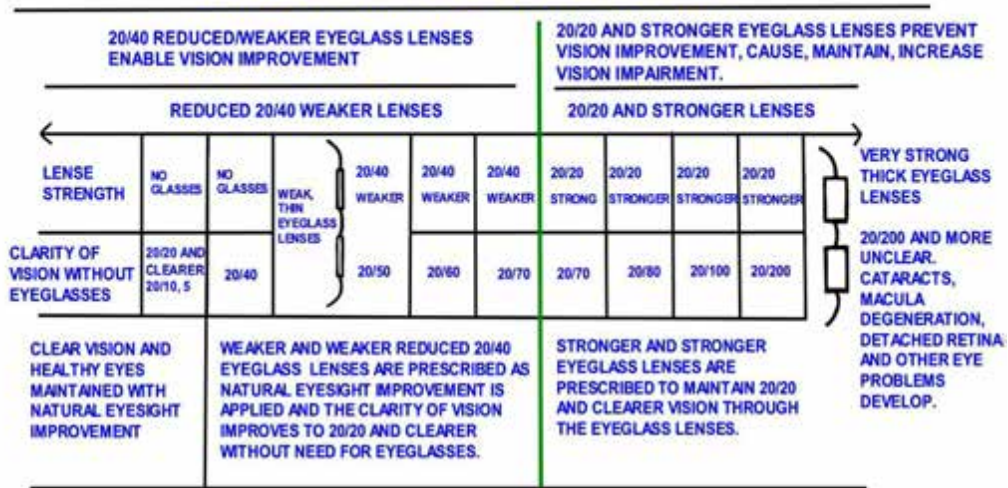 20/40 REDUCED/WEAKER EYEGLASS LENSES
ENABLE VISION IMPROVEMENT
20/20 AND STRONGER EYEGLASS LENSES PREVENT
VISION IMPROVEMENT, CAUSE, MAINTAIN, INCREASE
VISION IMPAIRMENT.
REDUCED 20/40 WEAKER LENSES
20/20 AND STRONGER LENSES
LENSE
STRENGTH
NO
GLASSES
NO
GLASSES
WEAK,
THIN
EYEGLASS
LENSES
20/40
WEAKER
20/40
WEAKER
20/40
WEAKER
20/20
STRONG
20/20
STRONGER
20/20
STRONGER
20/20
STRONGER
VERY STRONG
THICK EYEGLASS
LENSES
CLARITY OF
VISION WITHOUT
EYEGLASSES
20/20 AND
CLEARER
20/10, 5
20/40
20/50
20/60
20/70
20/70
20/80
20/100
20/200
20/200 AND MORE
UNCLEAR.
CATARACTS,
MACULA
DEGENERATION,
DETACHED RETINA
AND OTHER EYE
PROBLEMS
DEVELOP.
CLEAR VISION AND
HEALTHY EYES
MAINTAINED WITH
NATURAL EYESIGHT
IMPROVEMENT
WEAKER AND WEAKER REDUCED 20/40
EYEGLASS LENSES ARE PRESCRIBED AS
NATURAL EYESIGHT IMPROVEMENT IS
APPLIED AND THE CLARITY OF VISION
IMPROVES TO 20/20 AND CLEARER
WITHOUT NEED FOR EYEGLASSES.
STRONGER AND STRONGER
EYEGLASS LENSES ARE
PRESCRIBED TO MAINTAIN 20/20
AND CLEARER VISION THROUGH
THE EYEGLASS LENSES.